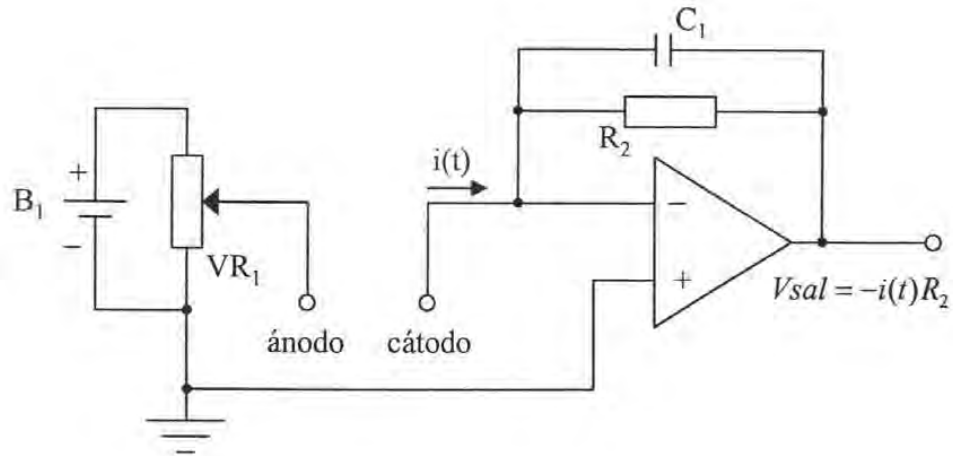 C₁
R₂
i(t)
+
B₁
−
VR₁
−
+
Vsal = −i(t)R₂
ánodo
cátodo